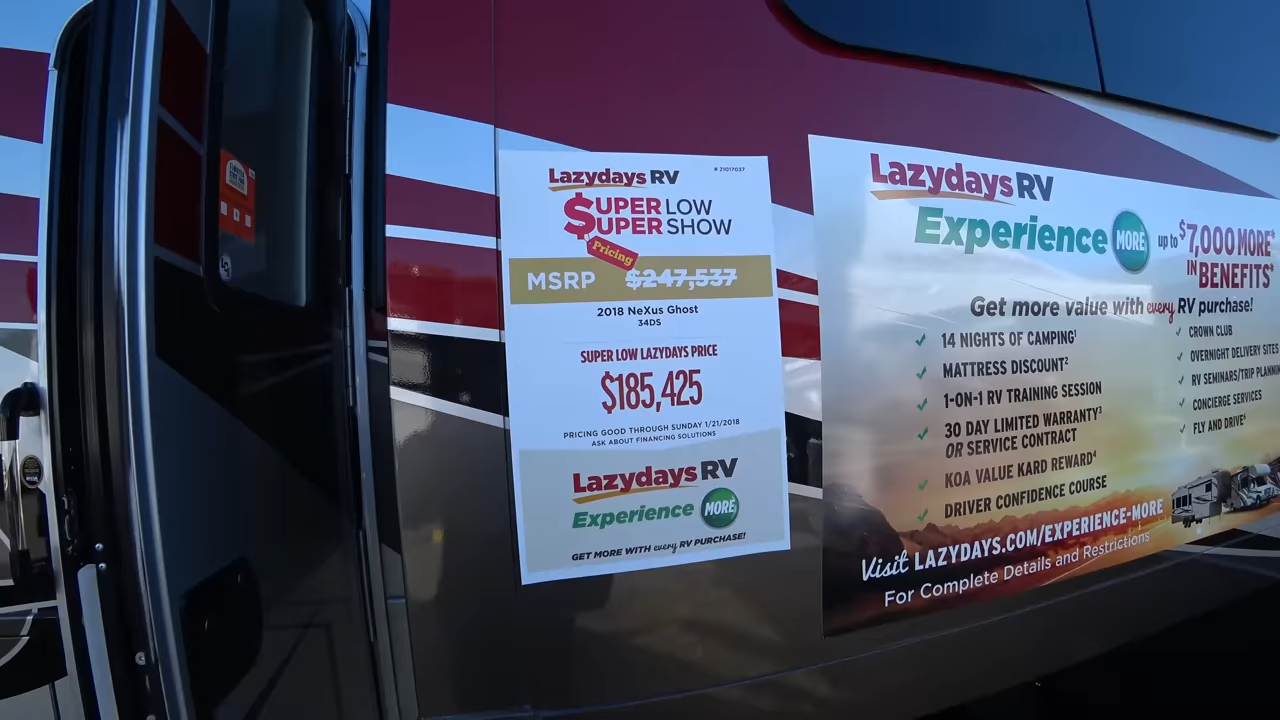 Lazydays RV
# 21017037
$UPER LOW
$UPER SHOW
Pricing
MSRP $247,537
2018 NeXus Ghost
34DS
SUPER LOW LAZYDAYS PRICE
$185,425
PRICING GOOD THROUGH SUNDAY 1/21/2018
ASK ABOUT FINANCING SOLUTIONS
Lazydays RV
Experience MORE
GET MORE WITH every RV PURCHASE!
Lazydays RV
Experience MORE
up to $7,000 MORE*
IN BENEFITS*
Get more value with every RV purchase!
14 NIGHTS OF CAMPING¹
MATTRESS DISCOUNT²
1-ON-1 RV TRAINING SESSION
30 DAY LIMITED WARRANTY³
OR SERVICE CONTRACT
KOA VALUE KARD REWARD⁴
DRIVER CONFIDENCE COURSE
CROWN CLUB
OVERNIGHT DELIVERY SITES
RV SEMINARS/TRIP PLANNIN
CONCIERGE SERVICES
FLY AND DRIVE⁵
Visit LAZYDAYS.COM/EXPERIENCE-MORE
For Complete Details and Restrictions